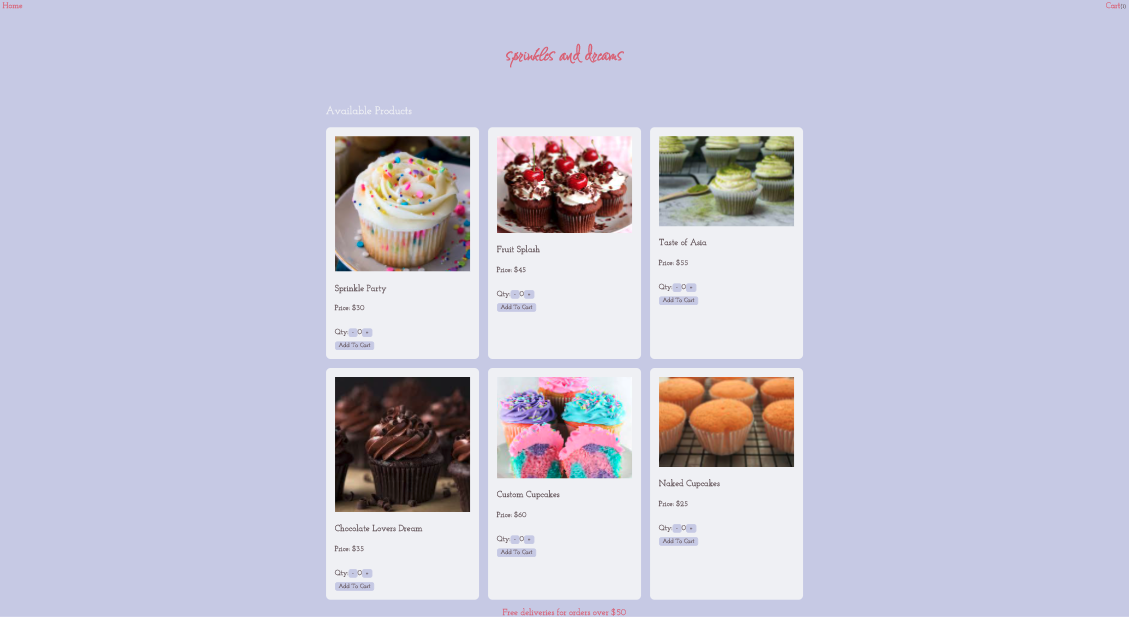 Home
Cart(1)
sprinkles and dreams
Available Products
Sprinkle Party
Price: $30
Qty: - 0 +
Add To Cart
Fruit Splash
Price: $45
Qty: - 0 +
Add To Cart
Taste of Asia
Price: $55
Qty: - 0 +
Add To Cart
Chocolate Lovers Dream
Price: $35
Qty: - 0 +
Add To Cart
Custom Cupcakes
Price: $60
Qty: - 0 +
Add To Cart
Naked Cupcakes
Price: $25
Qty: - 0 +
Add To Cart
Free deliveries for orders over $50